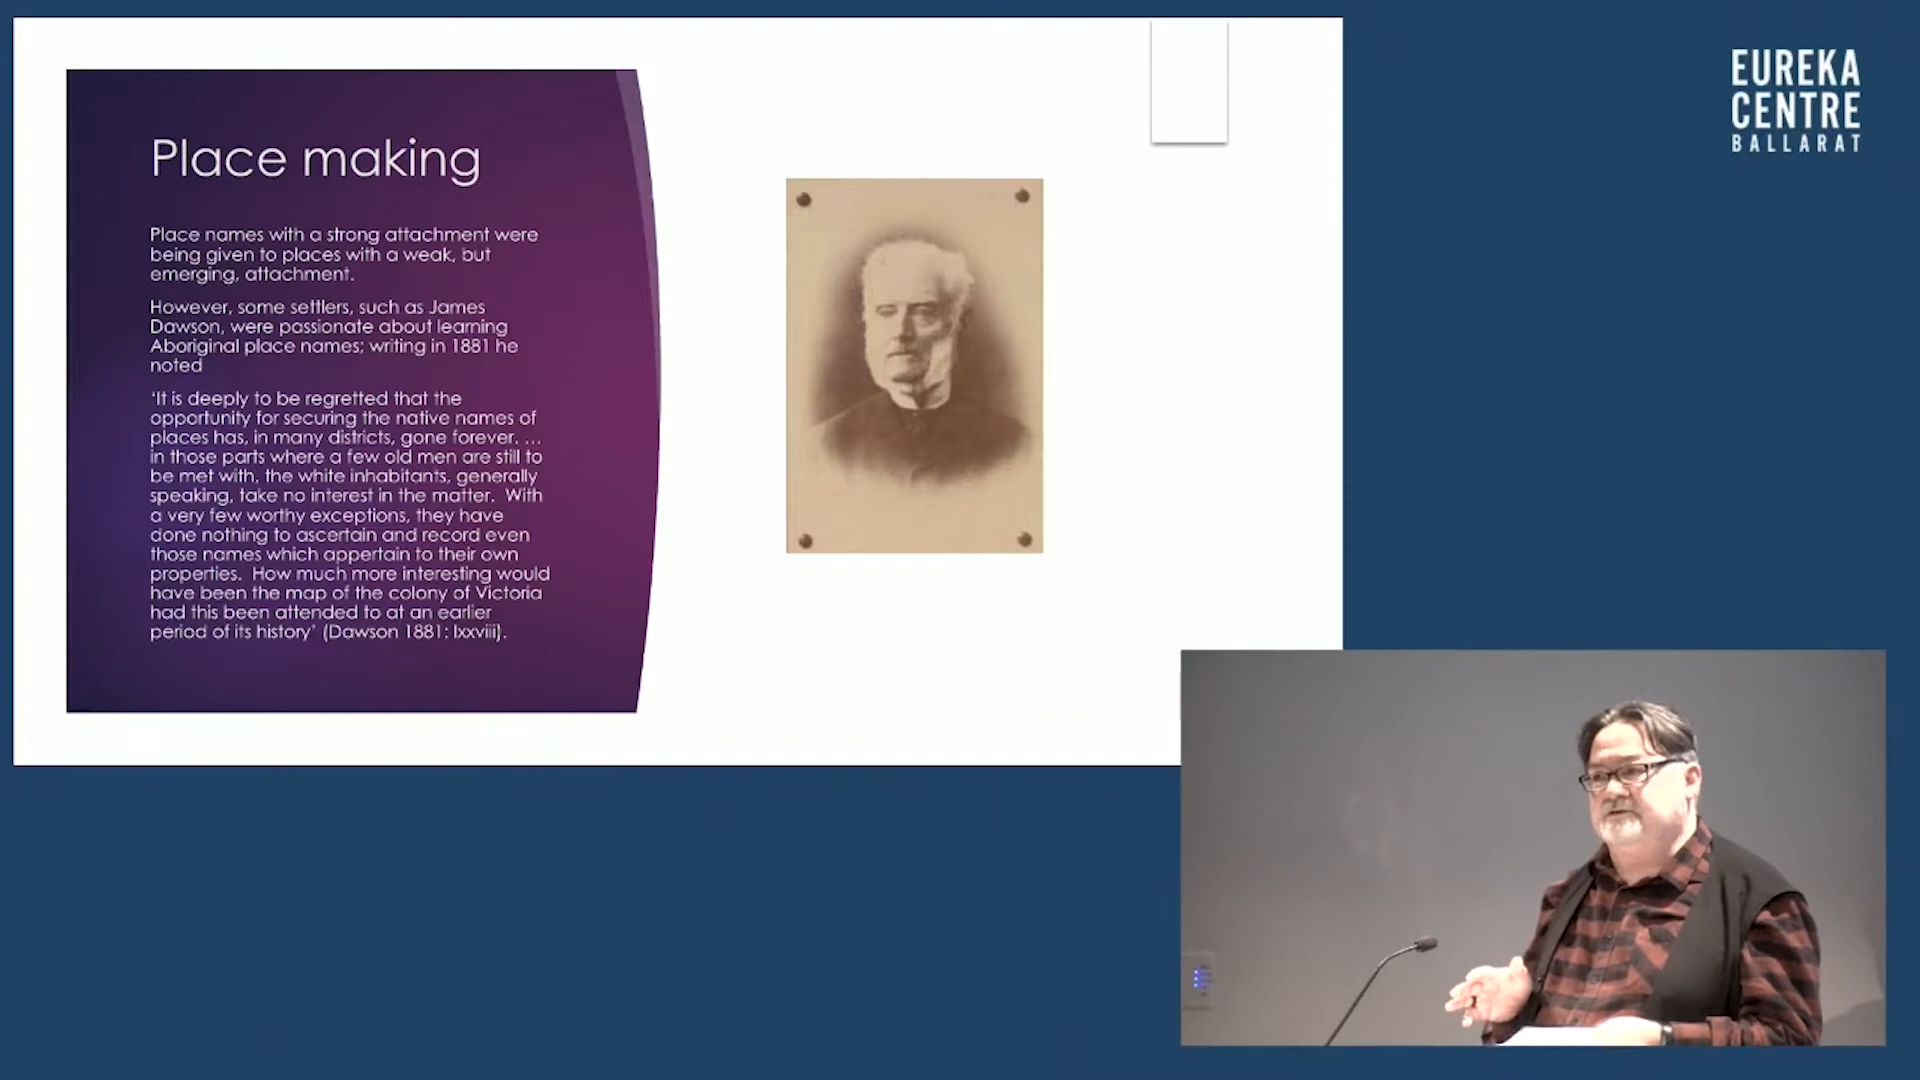 Place making
Place names with a strong attachment were
being given to places with a weak, but
emerging, attachment.
However, some settlers, such as James
Dawson, were passionate about learning
Aboriginal place names; writing in 1881 he
noted
‘It is deeply to be regretted that the
opportunity for securing the native names of
places has, in many districts, gone forever. …
in those parts where a few old men are still to
be met with, the white inhabitants, generally
speaking, take no interest in the matter.  With
a very few worthy exceptions, they have
done nothing to ascertain and record even
those names which appertain to their own
properties.  How much more interesting would
have been the map of the colony of Victoria
had this been attended to at an earlier
period of its history’ (Dawson 1881: lxxviii).
EUREKA
CENTRE
BALLARAT